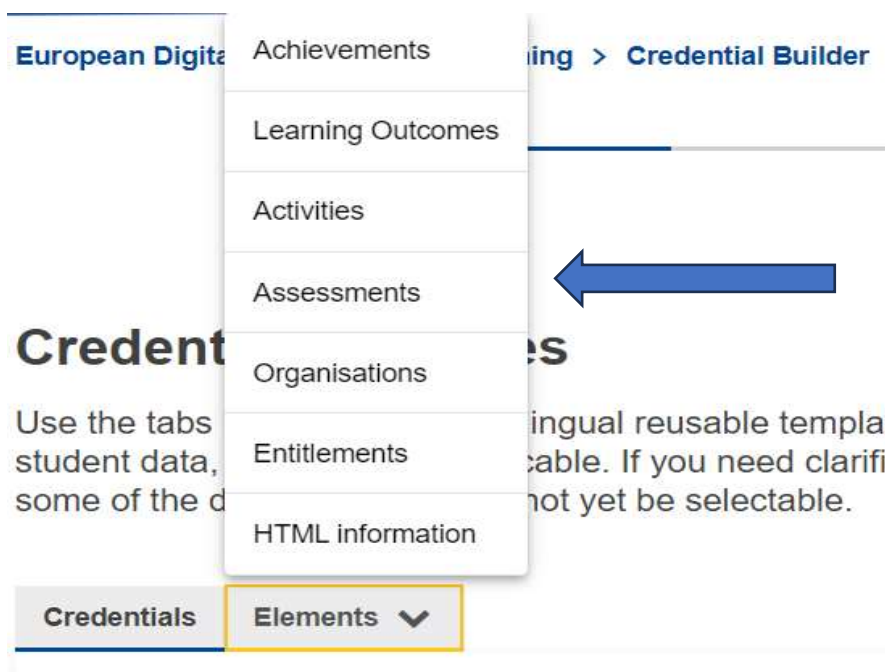 European Digita
ing > Credential Builder
Achievements
Learning Outcomes
Activities
Assessments
Organisations
Entitlements
HTML information
Credent
es
Use the tabs
ingual reusable templa
student data,
cable. If you need clarifi
some of the d
not yet be selectable.
Credentials
Elements